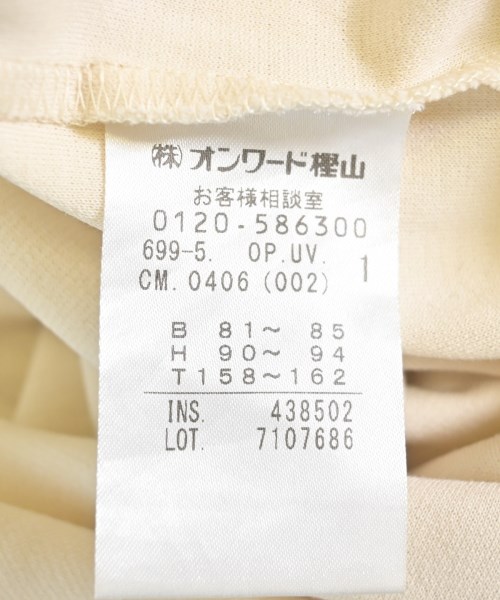 (株)オンワード樫山
お客様相談室
0120-586300
699-5. OP.UV. 1
CM.0406(002)
B 81〜 85
H 90〜 94
T158〜162
INS. 438502
LOT. 7107686